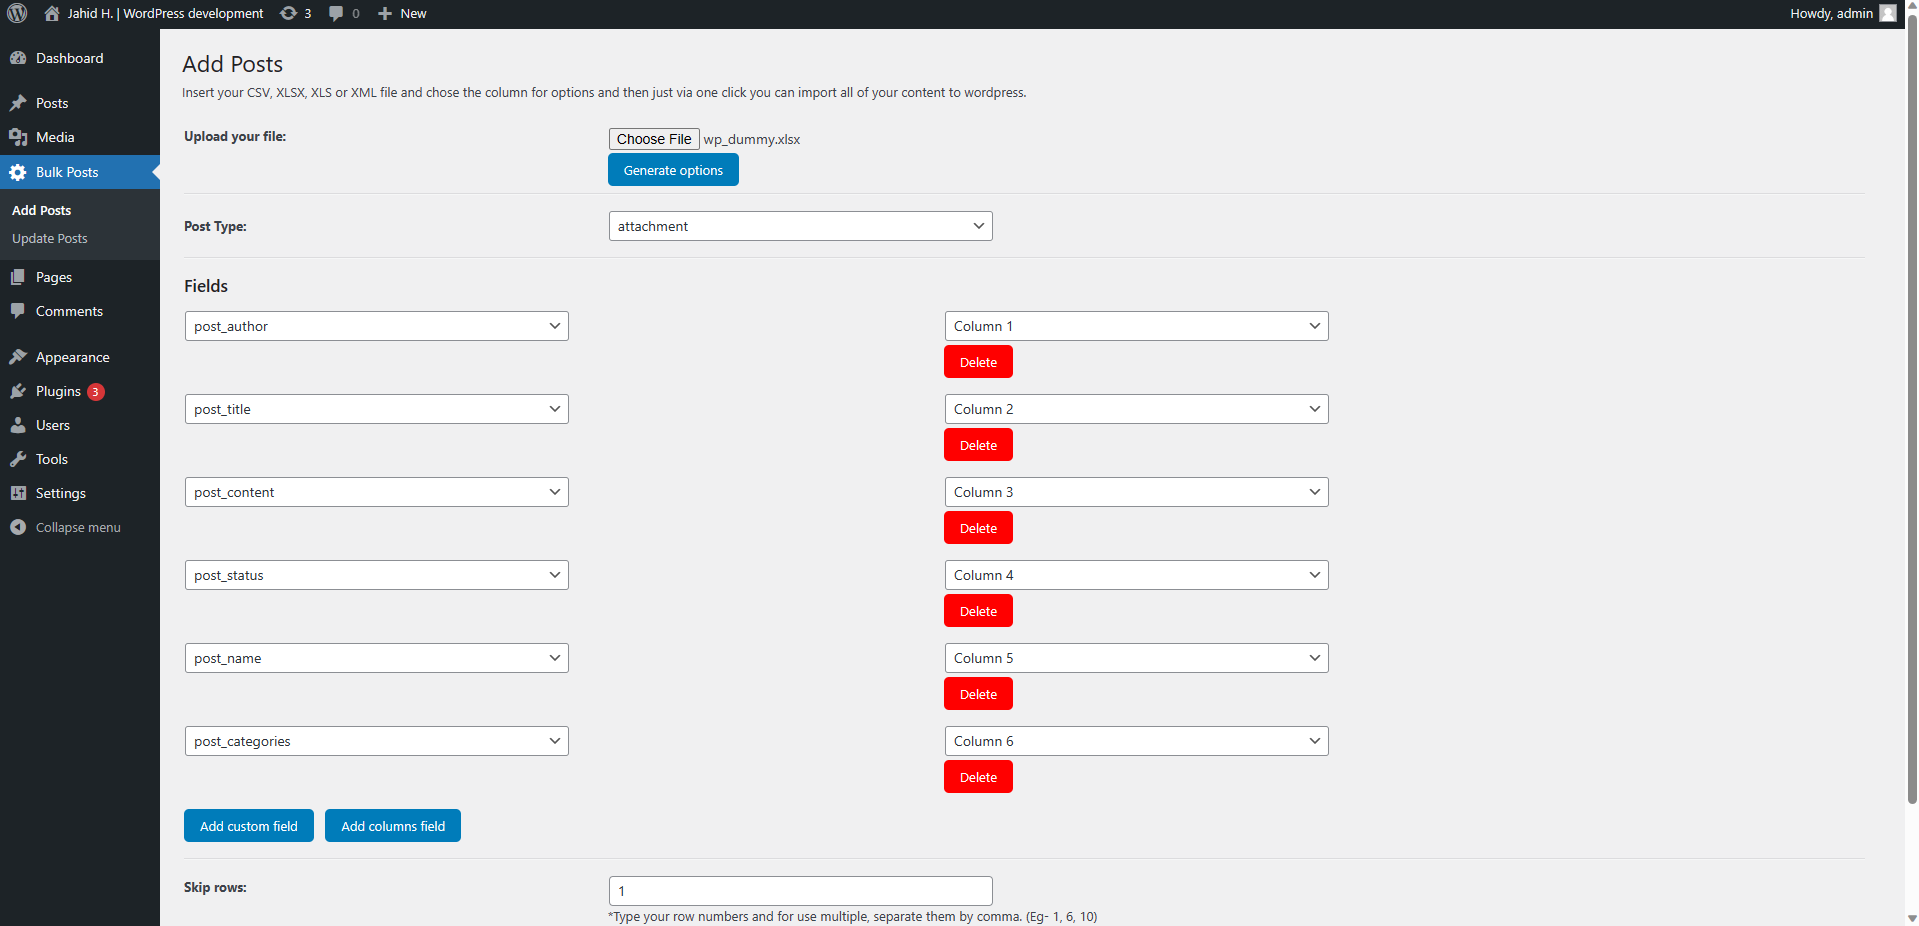 Jahid H. | WordPress development 3 0 New Howdy, admin
Dashboard
Posts
Media
Bulk Posts
Add Posts
Update Posts
Pages
Comments
Appearance
Plugins 3
Users
Tools
Settings
Collapse menu
Add Posts
Insert your CSV, XLSX, XLS or XML file and chose the column for options and then just via one click you can import all of your content to wordpress.
Upload your file: Choose File wp_dummy.xlsx
Generate options
Post Type: attachment
Fields
post_author Column 1
Delete
post_title Column 2
Delete
post_content Column 3
Delete
post_status Column 4
Delete
post_name Column 5
Delete
post_categories Column 6
Delete
Add custom field Add columns field
Skip rows: 1
*Type your row numbers and for use multiple, separate them by comma. (Eg- 1, 6, 10)